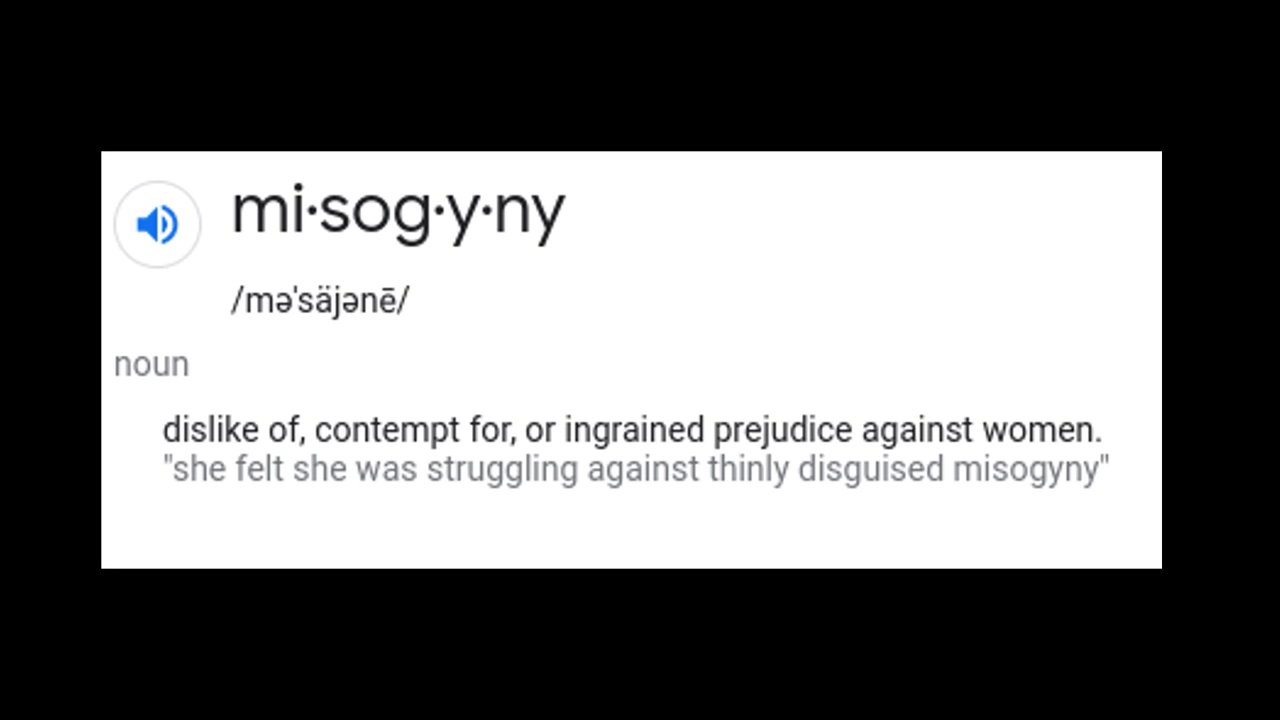 mi·sog·y·ny
/məˈsäjənē/
noun
dislike of, contempt for, or ingrained prejudice against women.
"she felt she was struggling against thinly disguised misogyny"